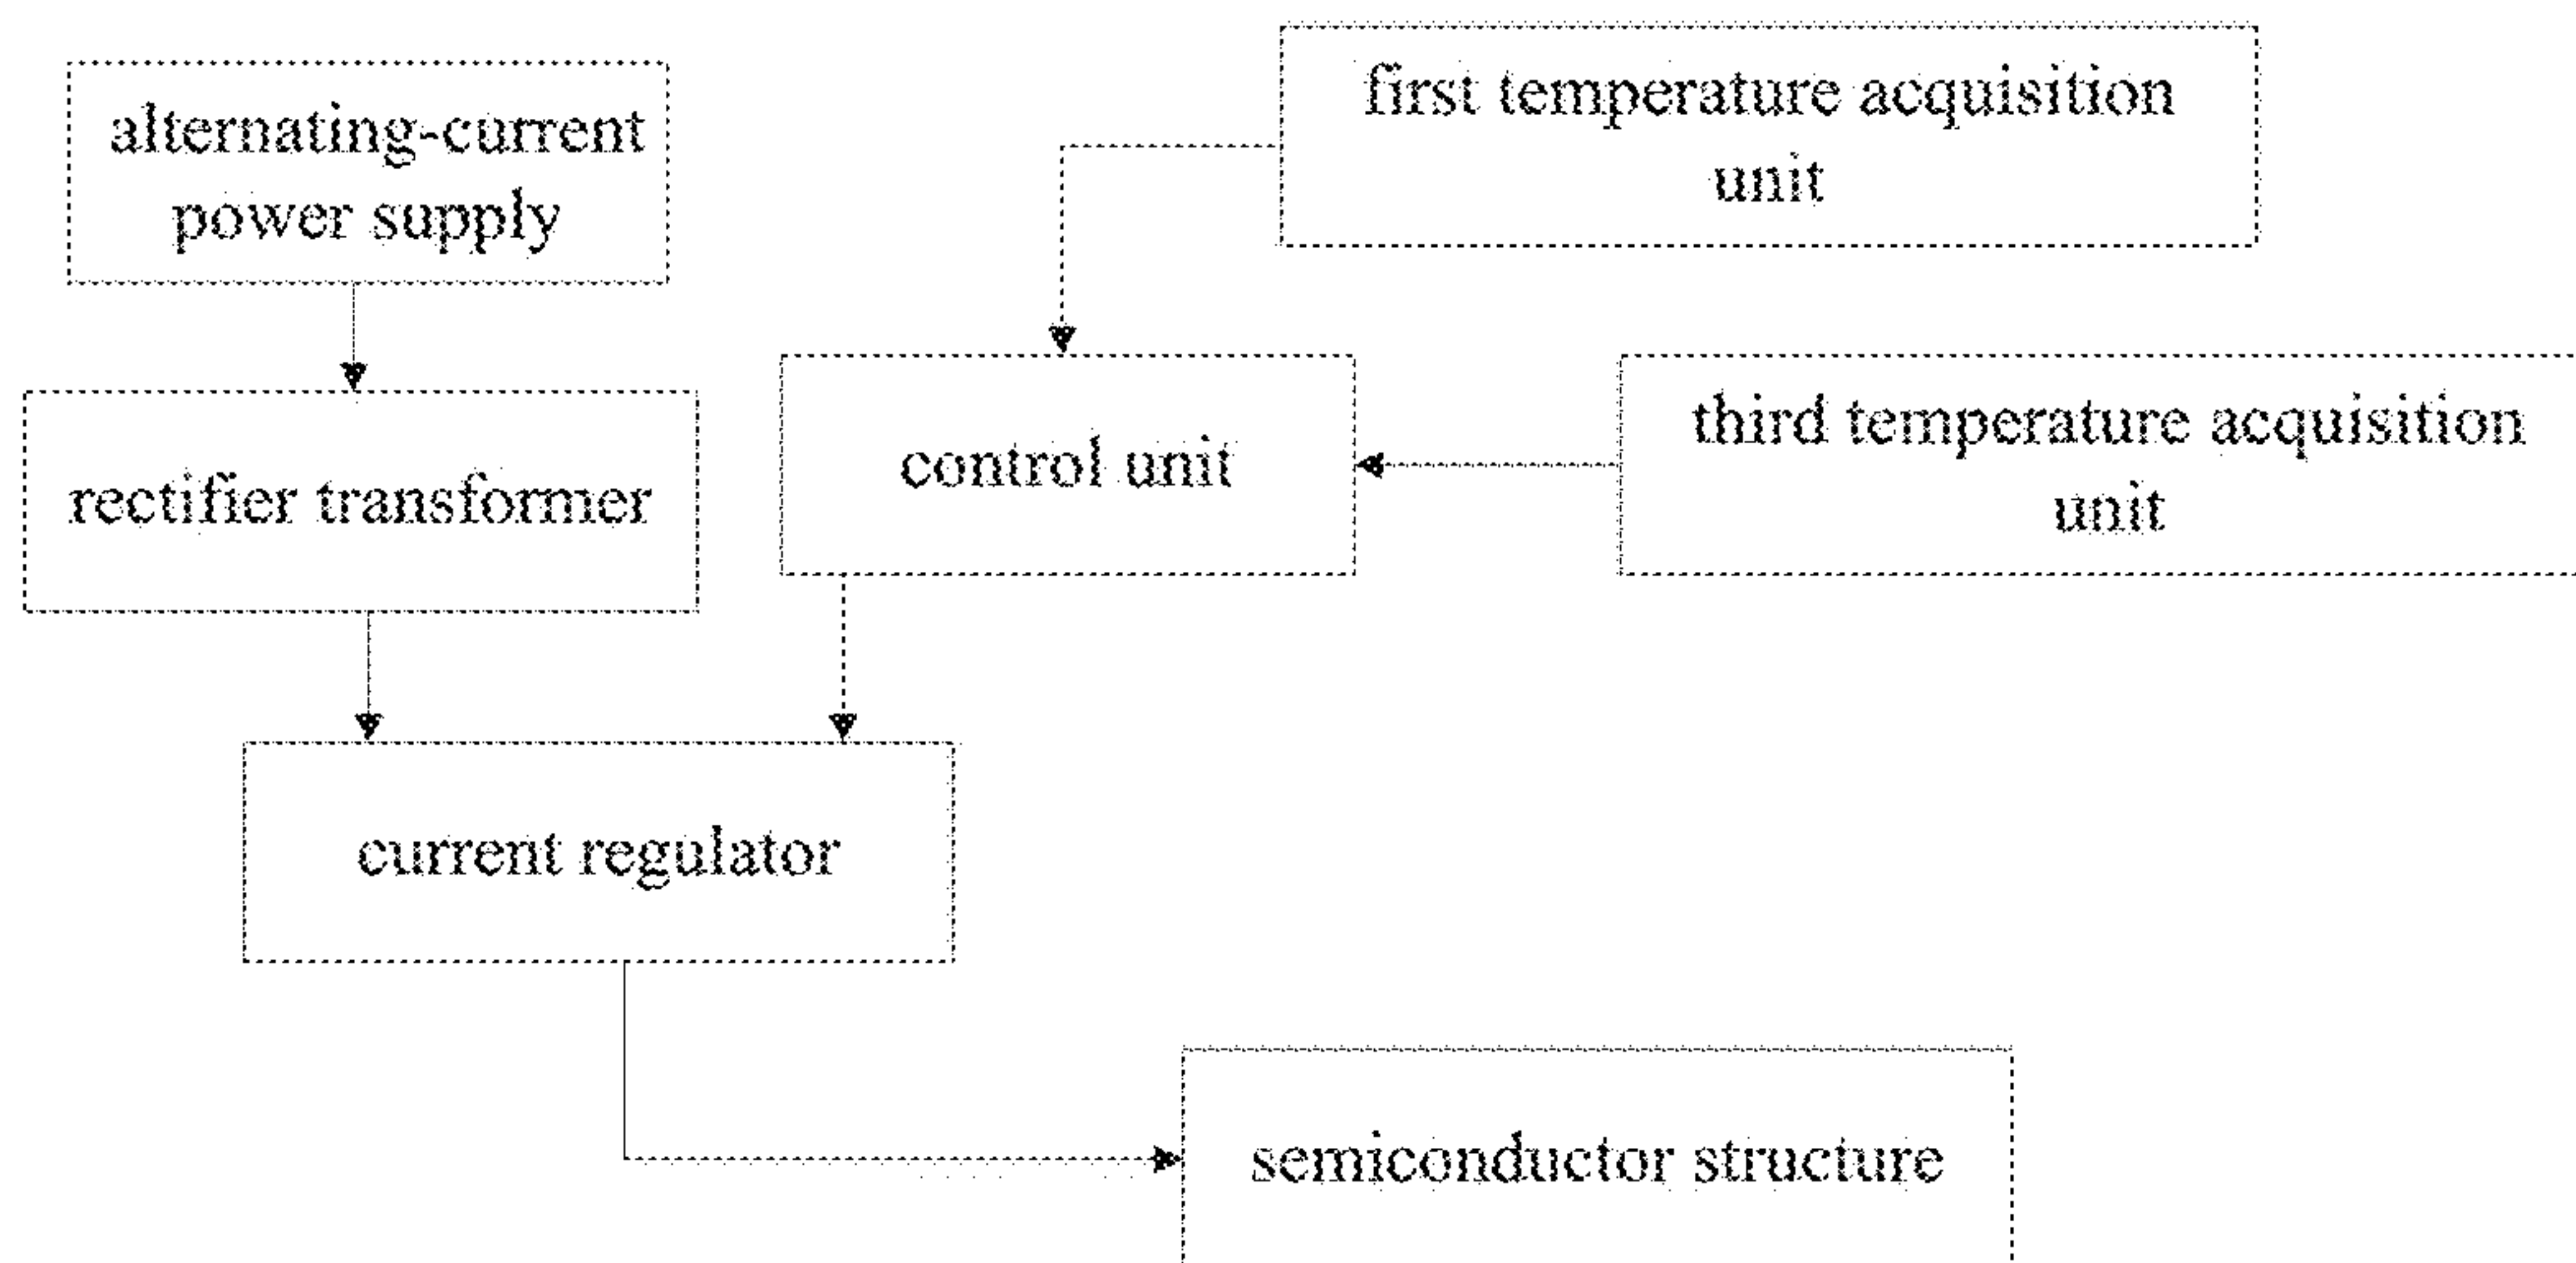 alternating-current
power supply
first temperature acquisition
unit
rectifier transformer
control unit
third temperature acquisition
unit
current regulator
semiconductor structure